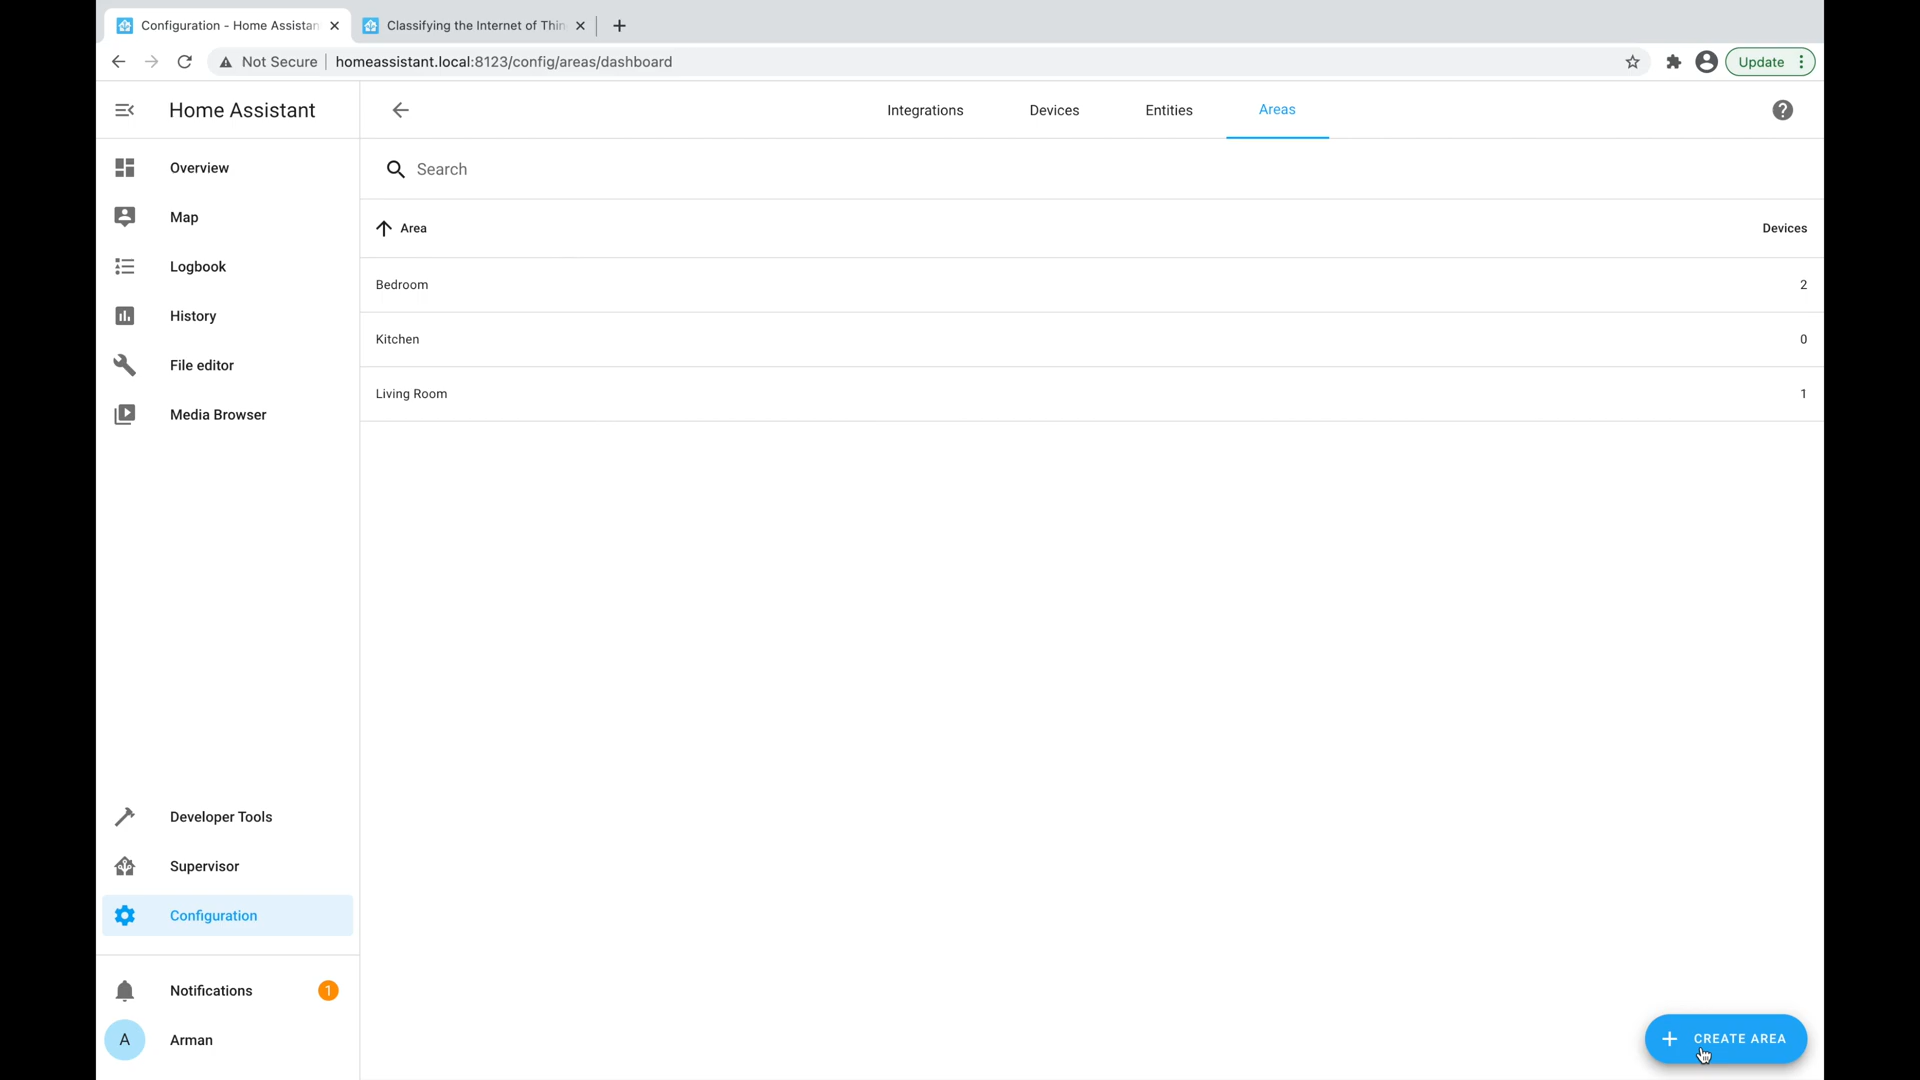 Configuration - Home Assistan
Classifying the Internet of Thin
Not Secure
homeassistant.local:8123/config/areas/dashboard
Update
Home Assistant
Integrations
Devices
Entities
Areas
?
Overview
Map
Logbook
History
File editor
Media Browser
Search
Area
Devices
Bedroom
2
Kitchen
0
Living Room
1
Developer Tools
Supervisor
Configuration
Notifications
1
A
Arman
+ CREATE AREA